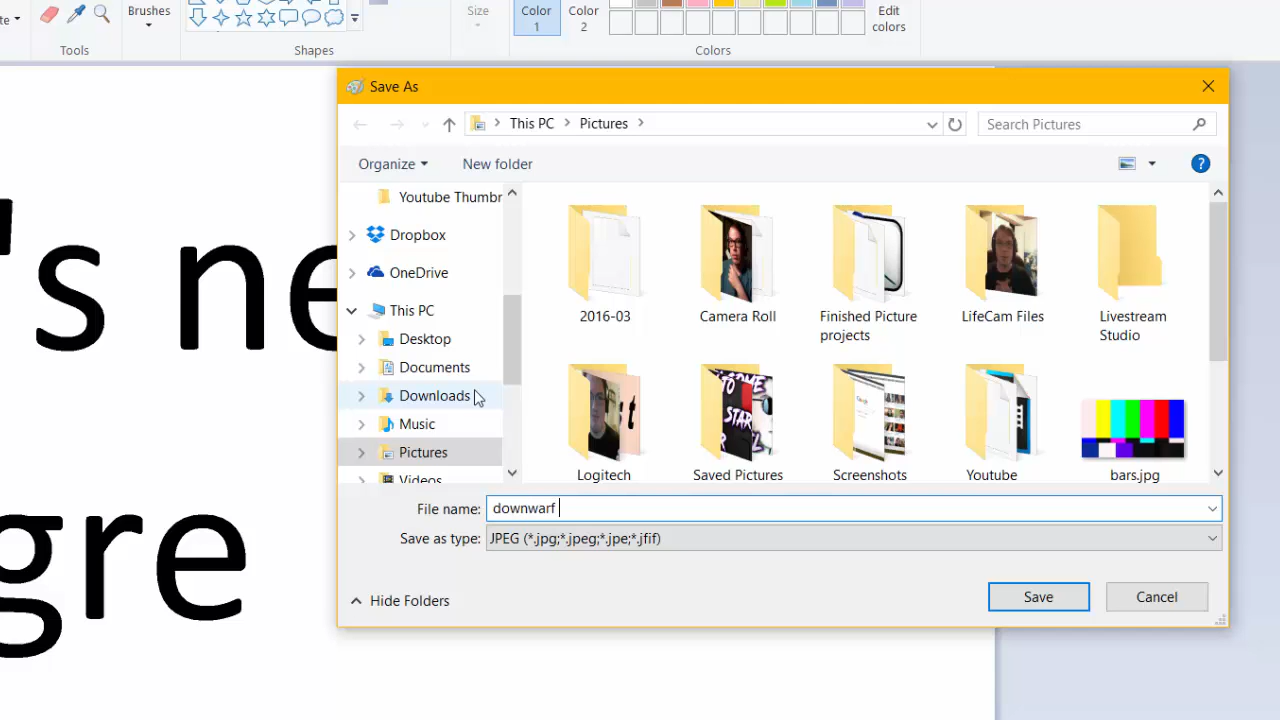 Brushes
Size
Color
1
Color
2
Edit
colors
Tools
Shapes
Colors
Save As
This PC
Pictures
Search Pictures
Organize
New folder
Youtube Thumbr
Dropbox
OneDrive
This PC
Desktop
Documents
Downloads
Music
Pictures
Videos
2016-03
Camera Roll
Finished Picture
projects
LifeCam Files
Livestream
Studio
Logitech
Saved Pictures
Screenshots
Youtube
bars.jpg
File name:
downwarf
Save as type:
JPEG (*.jpg;*.jpeg;*.jpe;*.jfif)
Hide Folders
Save
Cancel
's ne
gre